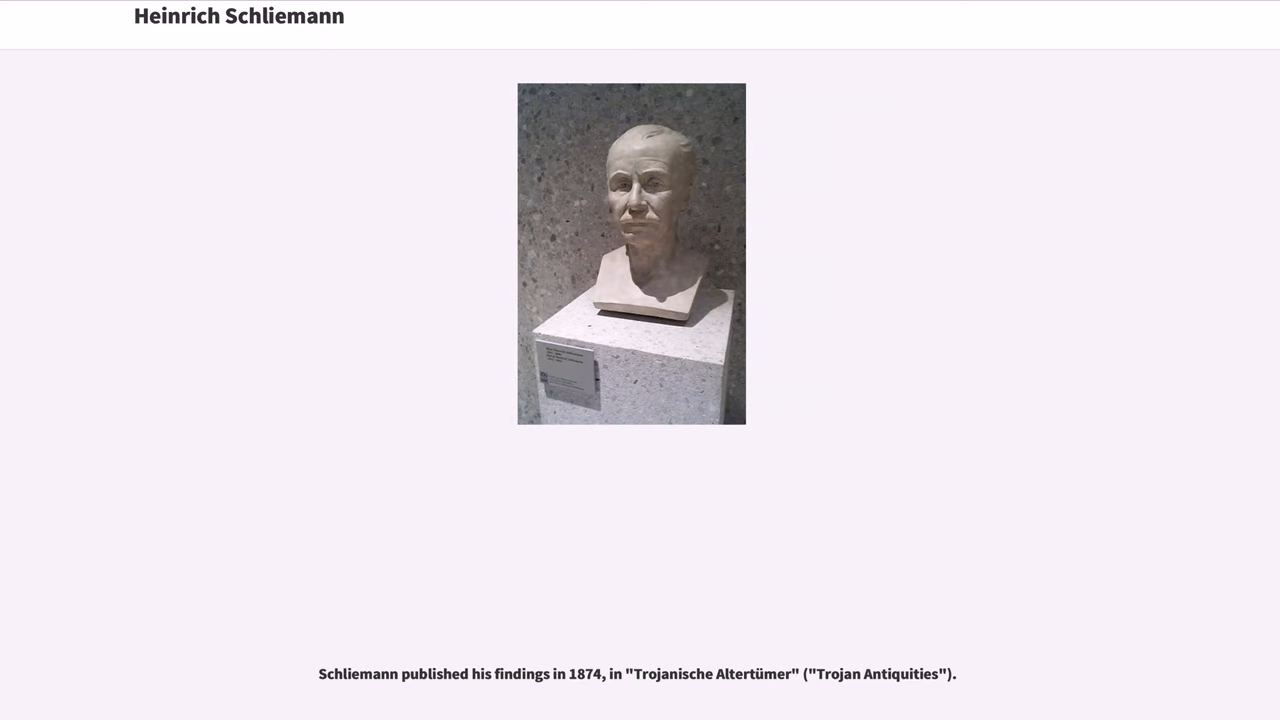 Heinrich Schliemann
Schliemann published his findings in 1874, in "Trojanische Altertümer" ("Trojan Antiquities").